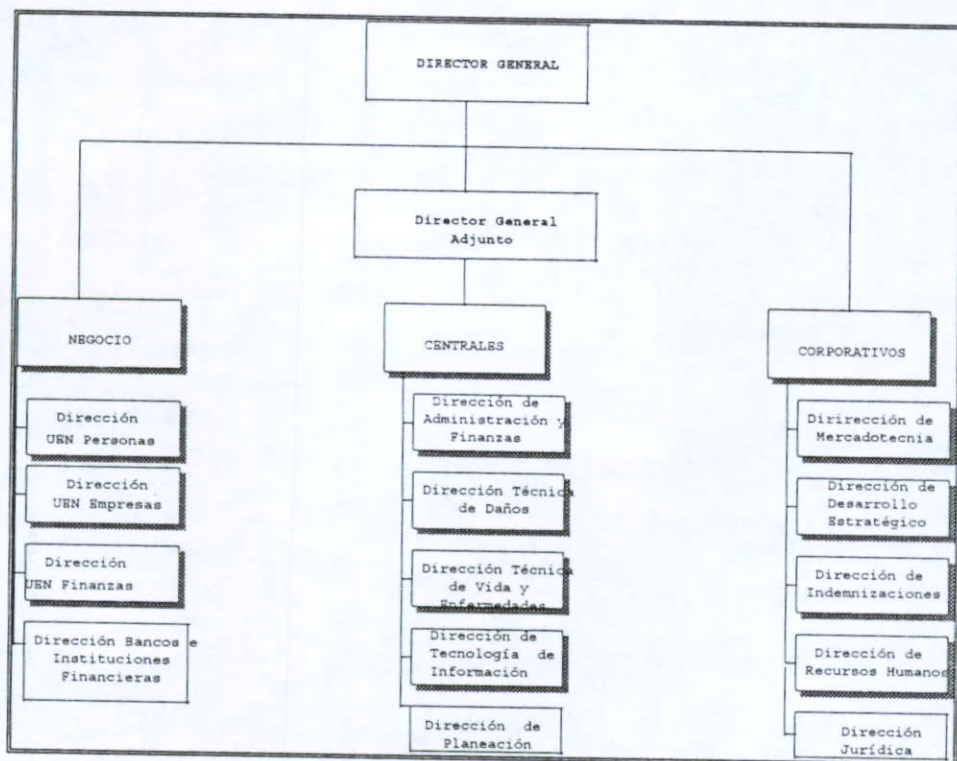 DIRECTOR GENERAL
Director General
Adjunto
NEGOCIO
Dirección
UEN Personas
Dirección
UEN Empresas
Dirección
UEN Finanzas
Dirección Bancos e
Instituciones
Financieras
CENTRALES
Dirección de
Administración y
Finanzas
Dirección Técnica
de Daños
Dirección Técnica
de Vida y
Enfermedades
Dirección de
Tecnología de
Información
Dirección de
Planeación
CORPORATIVOS
Dirirección de
Mercadotecnia
Dirección de
Desarrollo
Estratégico
Dirección de
Indemnizaciones
Dirección de
Recursos Humanos
Dirección
Jurídica